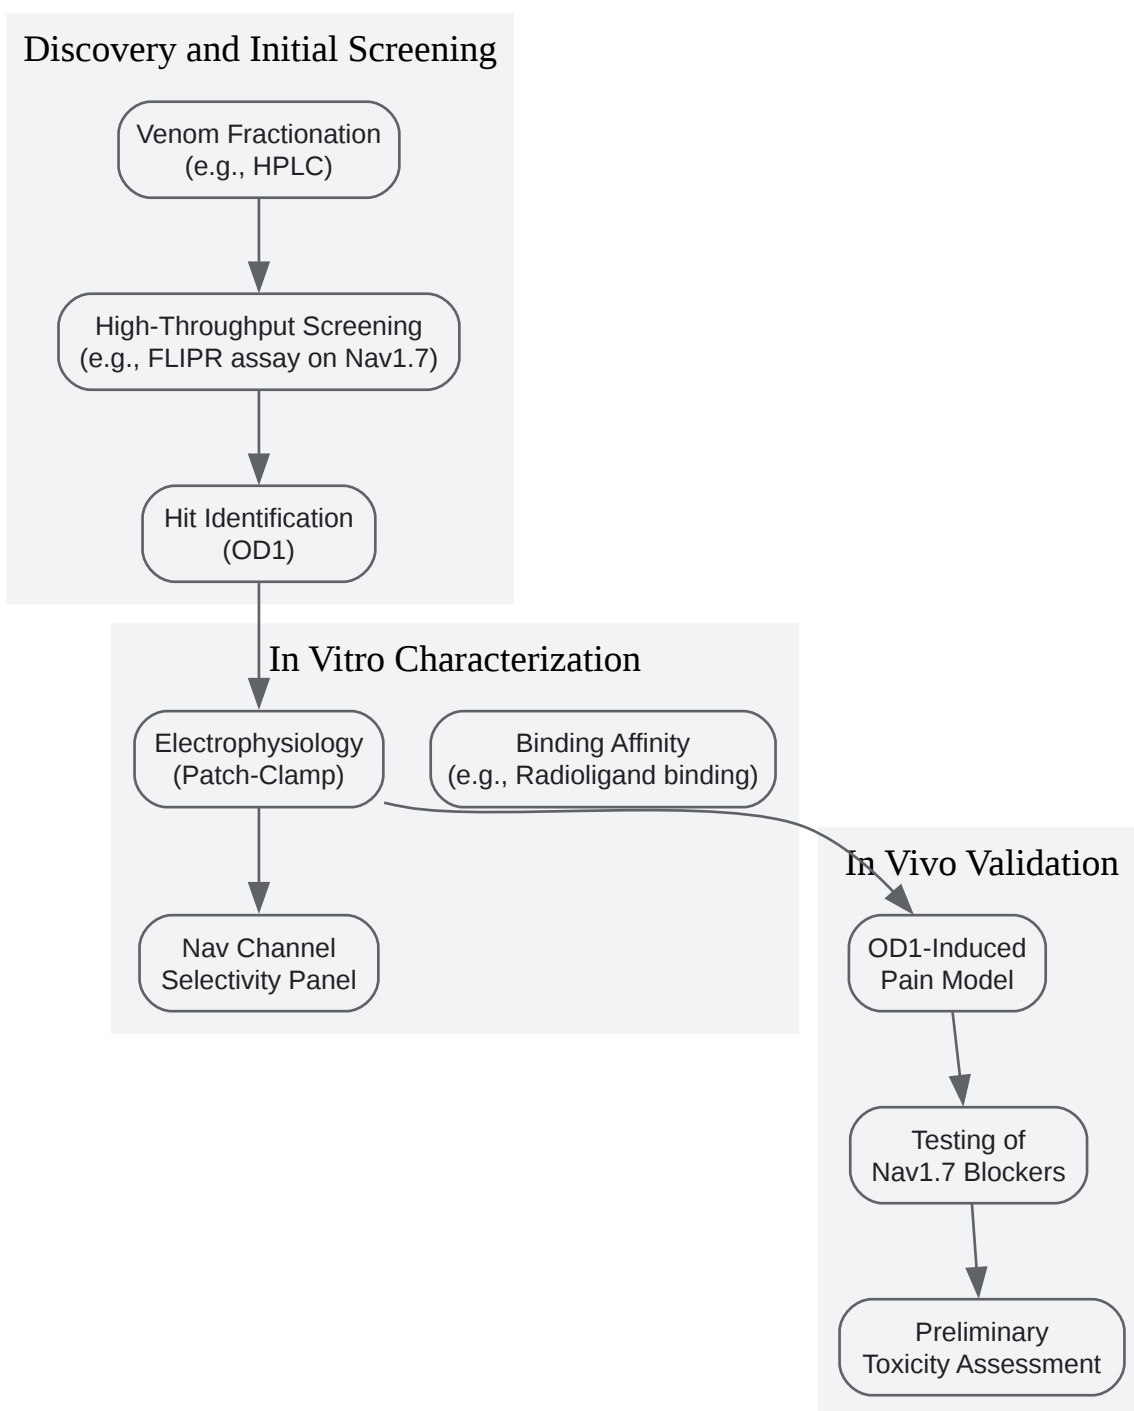 Discovery and Initial Screening
Venom Fractionation
(e.g., HPLC)
High-Throughput Screening
(e.g., FLIPR assay on Nav1.7)
Hit Identification
(OD1)
In Vitro Characterization
Electrophysiology
(Patch-Clamp)
Binding Affinity
(e.g., Radioligand binding)
Nav Channel
Selectivity Panel
In Vivo Validation
OD1-Induced
Pain Model
Testing of
Nav1.7 Blockers
Preliminary
Toxicity Assessment